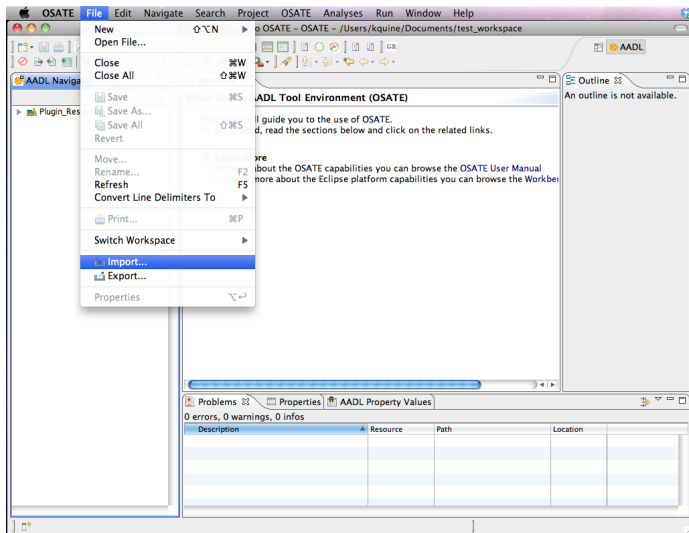 OSATE File Edit Navigate Search Project OSATE Analyses Run Window Help
o OSATE – OSATE – /Users/kquine/Documents/test_workspace
New ⇧⌥N ▶
Open File...
Close ⌘W
Close All ⇧⌘W
Save ⌘S
Save As...
Save All ⇧⌘S
Revert
Move...
Rename... F2
Refresh F5
Convert Line Delimiters To ▶
Print... ⌘P
Switch Workspace ▶
Import...
Export...
Properties
AADL
AADL Naviga
Plugin_Res
AADL Tool Environment (OSATE)
ll guide you to the use of OSATE.
d, read the sections below and click on the related links.
ore
bout the OSATE capabilities you can browse the OSATE User Manual
more about the Eclipse platform capabilities you can browse the Workben
Outline
An outline is not available.
Problems Properties AADL Property Values
0 errors, 0 warnings, 0 infos
Description Resource Path Location